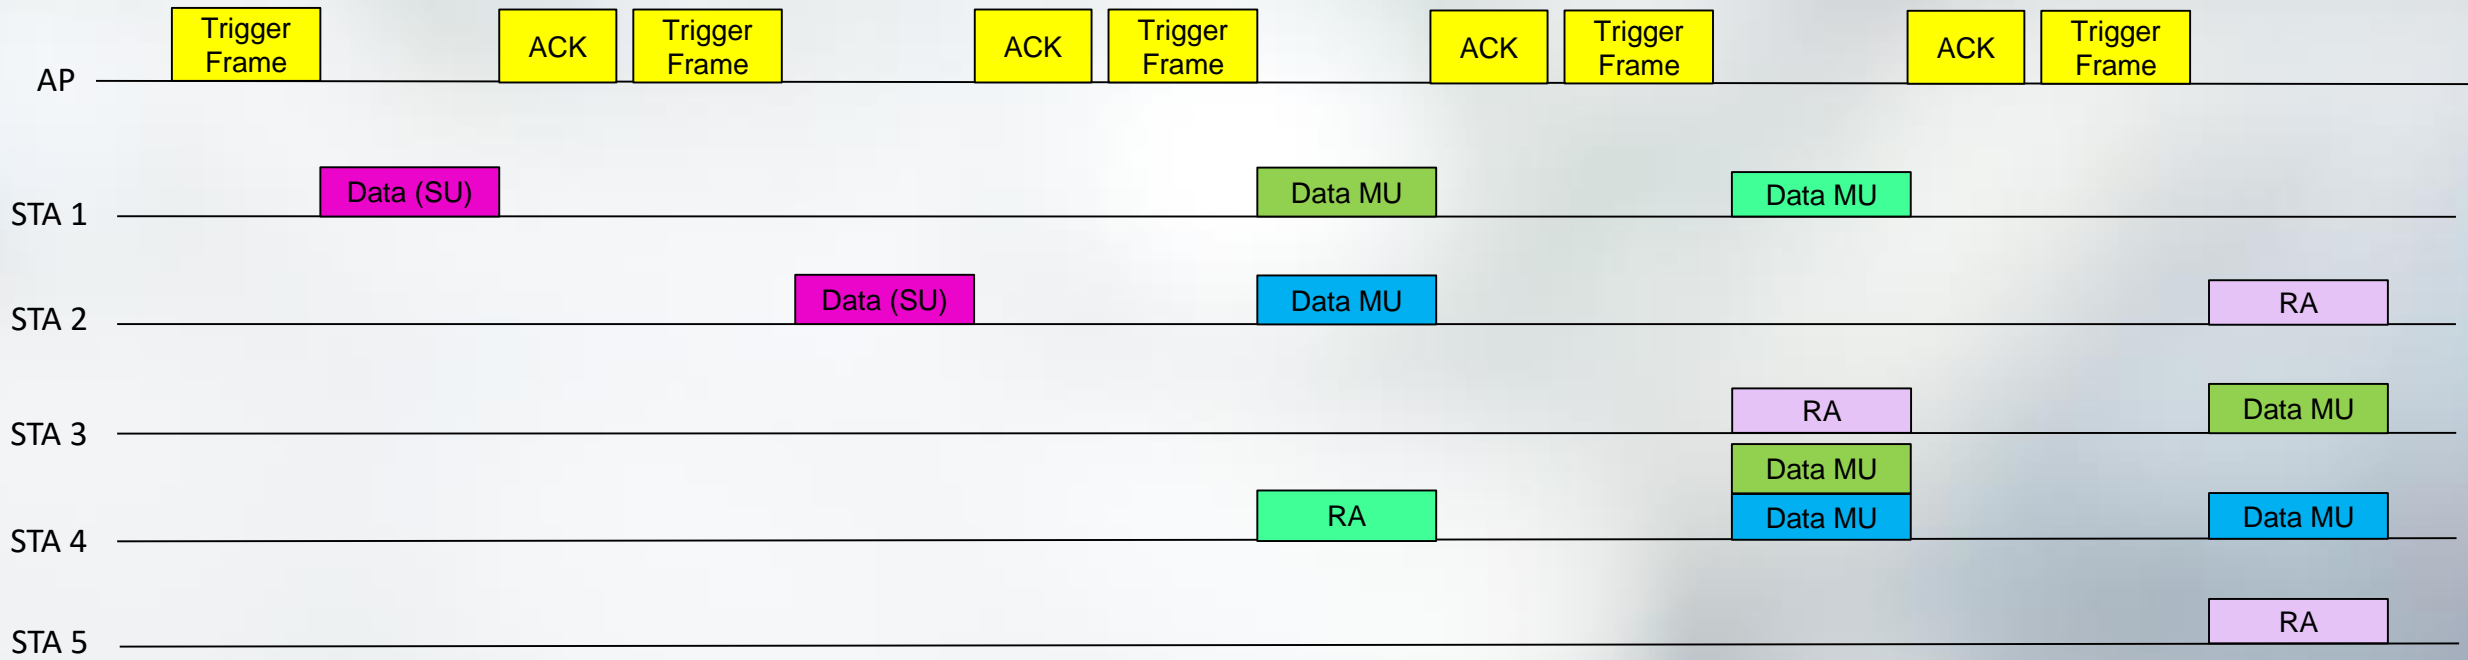 Trigger
Frame
ACK
Trigger
Frame
ACK
Trigger
Frame
ACK
Trigger
Frame
ACK
Trigger
Frame
AP
STA 1
Data (SU)
Data MU
Data MU
STA 2
Data (SU)
Data MU
RA
STA 3
RA
Data MU
Data MU
STA 4
RA
Data MU
Data MU
STA 5
RA